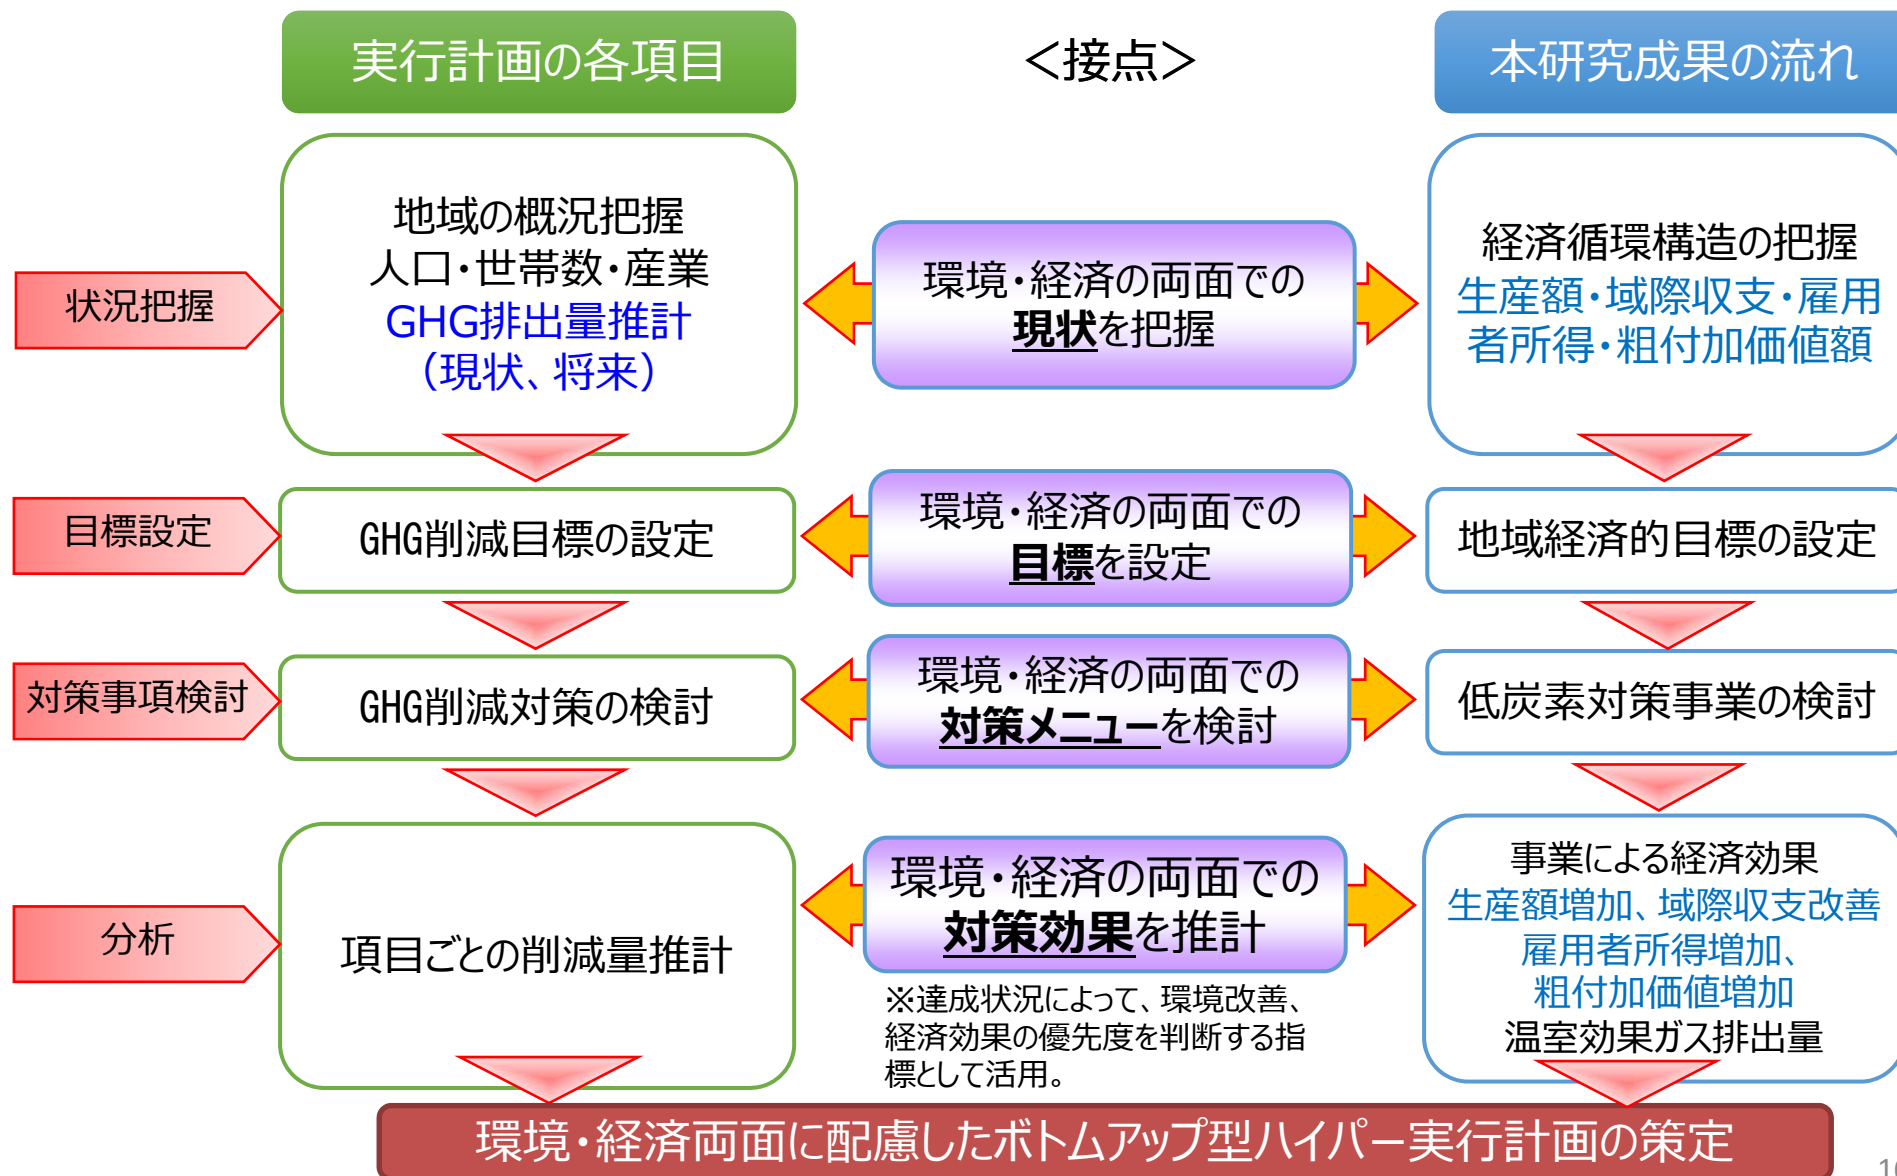 実行計画の各項目
＜接点＞
本研究成果の流れ
状況把握
地域の概況把握
人口・世帯数・産業
GHG排出量推計
（現状、将来）
環境・経済の両面での
現状を把握
経済循環構造の把握
生産額・域際収支・雇用
者所得・粗付加価値額
目標設定
GHG削減目標の設定
環境・経済の両面での
目標を設定
地域経済的目標の設定
対策事項検討
GHG削減対策の検討
環境・経済の両面での
対策メニューを検討
低炭素対策事業の検討
分析
項目ごとの削減量推計
環境・経済の両面での
対策効果を推計
※達成状況によって、環境改善、
経済効果の優先度を判断する指
標として活用。
事業による経済効果
生産額増加、域際収支改善
雇用者所得増加、
粗付加価値増加
温室効果ガス排出量
環境・経済両面に配慮したボトムアップ型ハイパー実行計画の策定